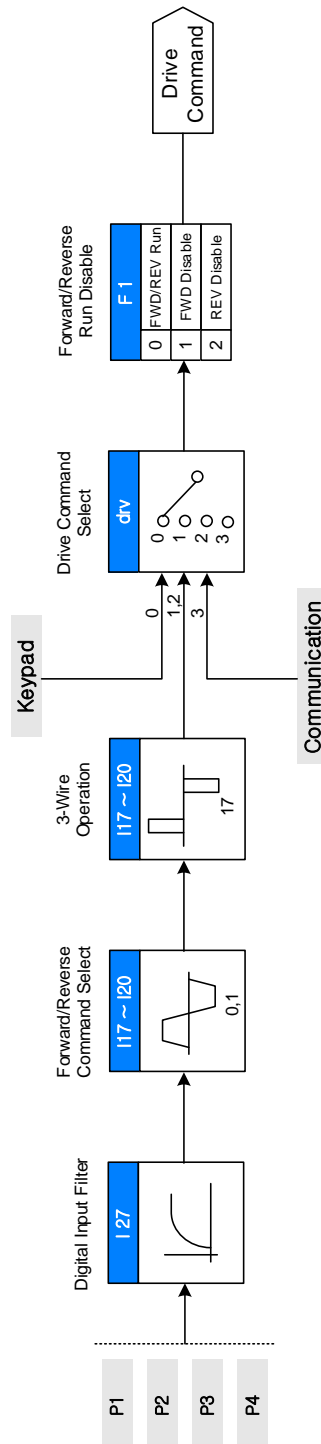 P1
P2
P3
P4
Digital Input Filter
I 27
Forward/Reverse
Command Select
I17 ~ I20
0,1
3-Wire
Operation
I17 ~ I20
17
Keypad
0
1,2
3
Communication
Drive Command
Select
drv
0
1
2
3
Forward/Reverse
Run Disable
F 1
0 FWD/REV Run
1 FWD Disable
2 REV Disable
Drive
Command